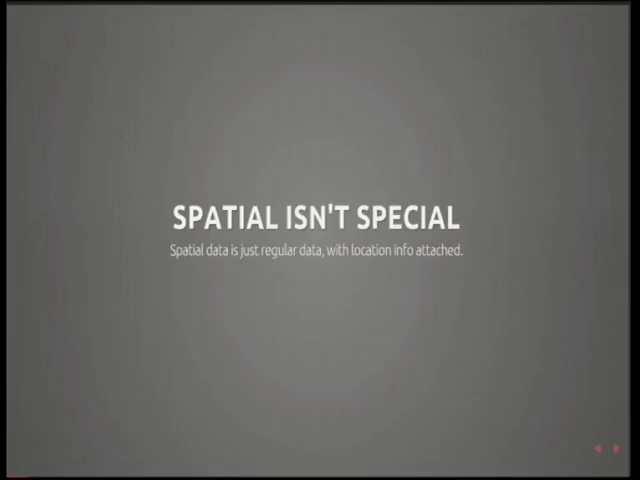 SPATIAL ISN'T SPECIAL
Spatial data is just regular data, with location info attached.